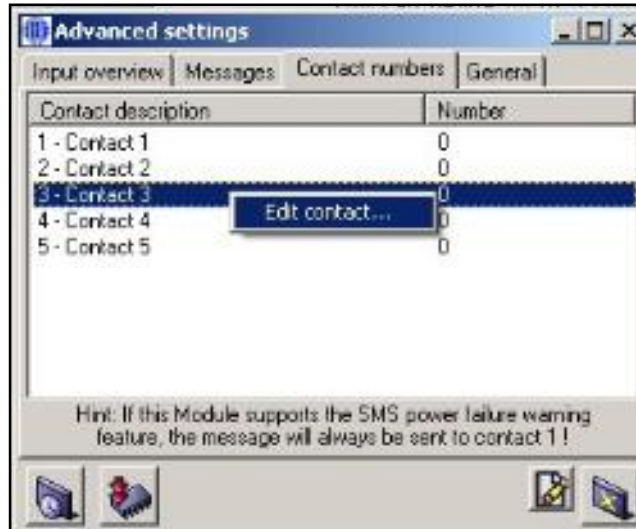 Advanced settings
Input overview Messages Contact numbers General
Contact description Number
1 - Contact 1 0
2 - Contact 2 0
3 - Contact 3 0
Edit contact...
4 - Contact 4 0
5 - Contact 5 0
Hint: If this Module supports the SMS power failure warning
feature, the message will always be sent to contact 1 !